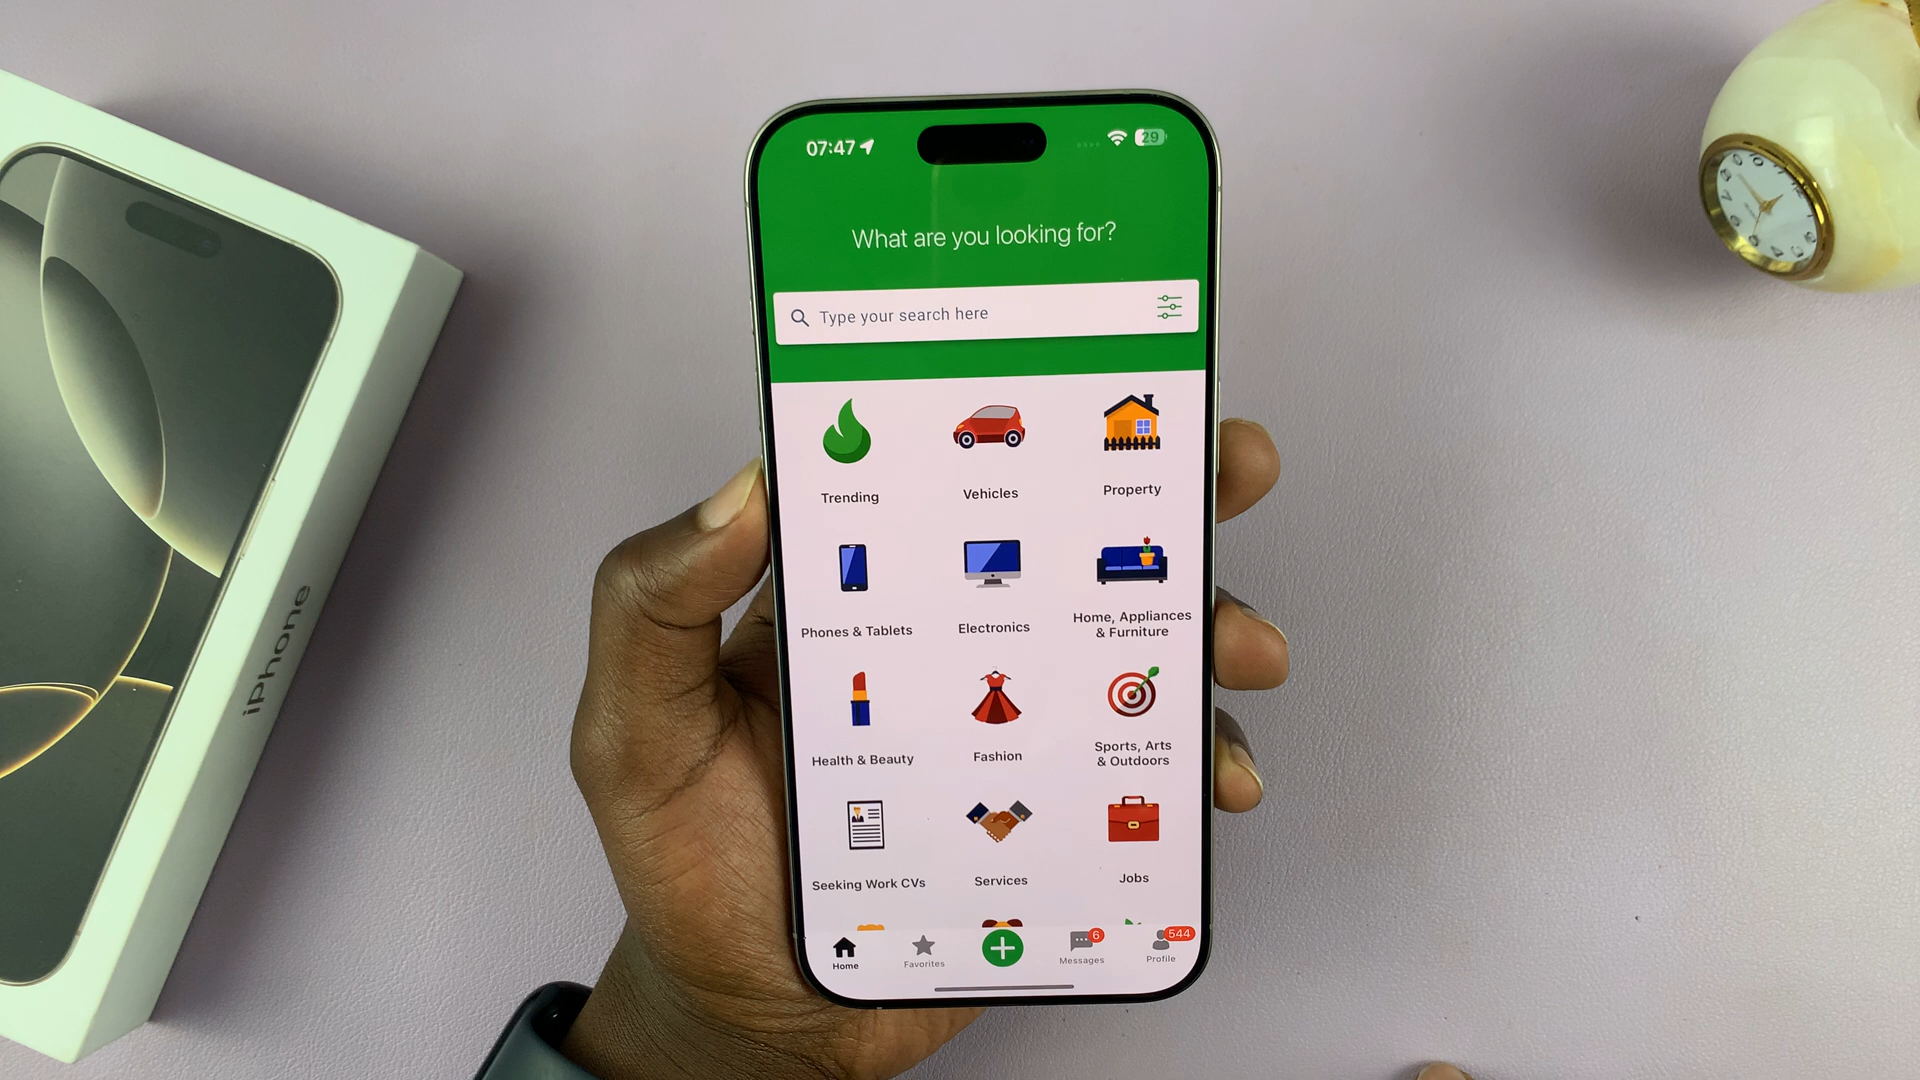 07:47
29
What are you looking for?
Type your search here
Trending
Vehicles
Property
Phones & Tablets
Electronics
Home, Appliances
& Furniture
Health & Beauty
Fashion
Sports, Arts
& Outdoors
Seeking Work CVs
Services
Jobs
Home
Favorites
6
Messages
544
Profile
iPhone